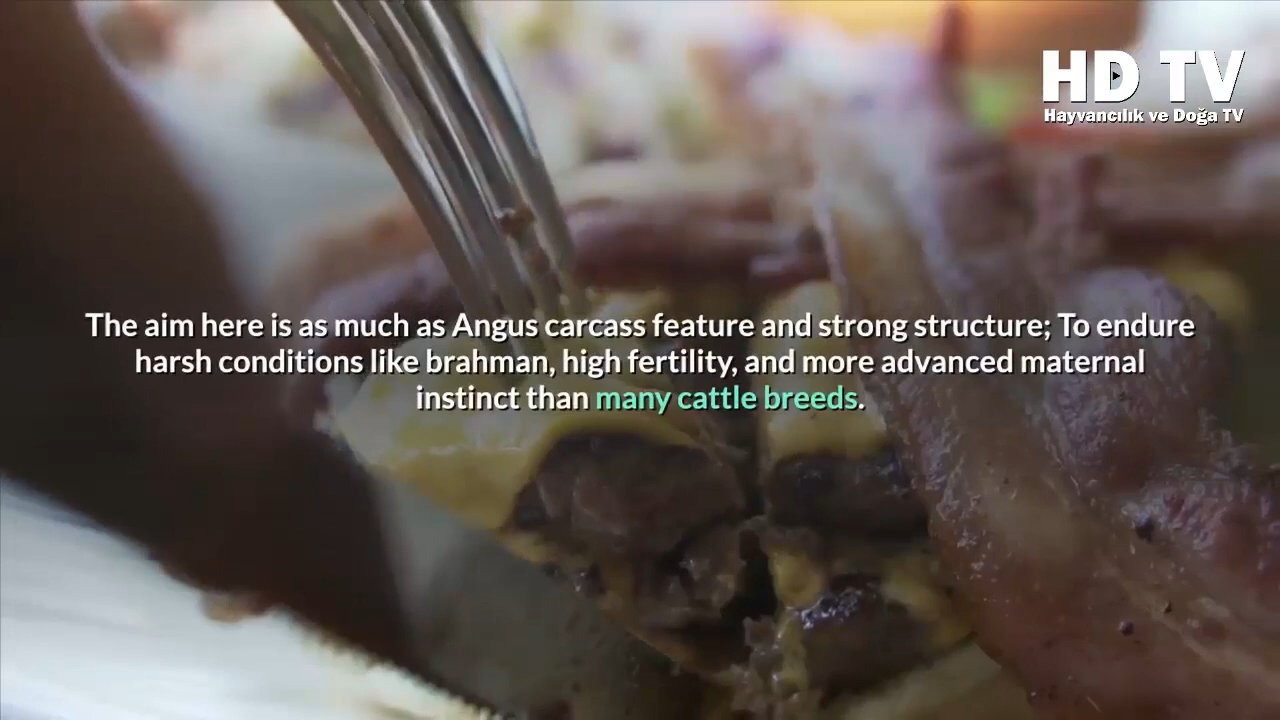 HD TV
Hayvancılık ve Doğa TV
The aim here is as much as Angus carcass feature and strong structure; To endure
harsh conditions like brahman, high fertility, and more advanced maternal
instinct than many cattle breeds.